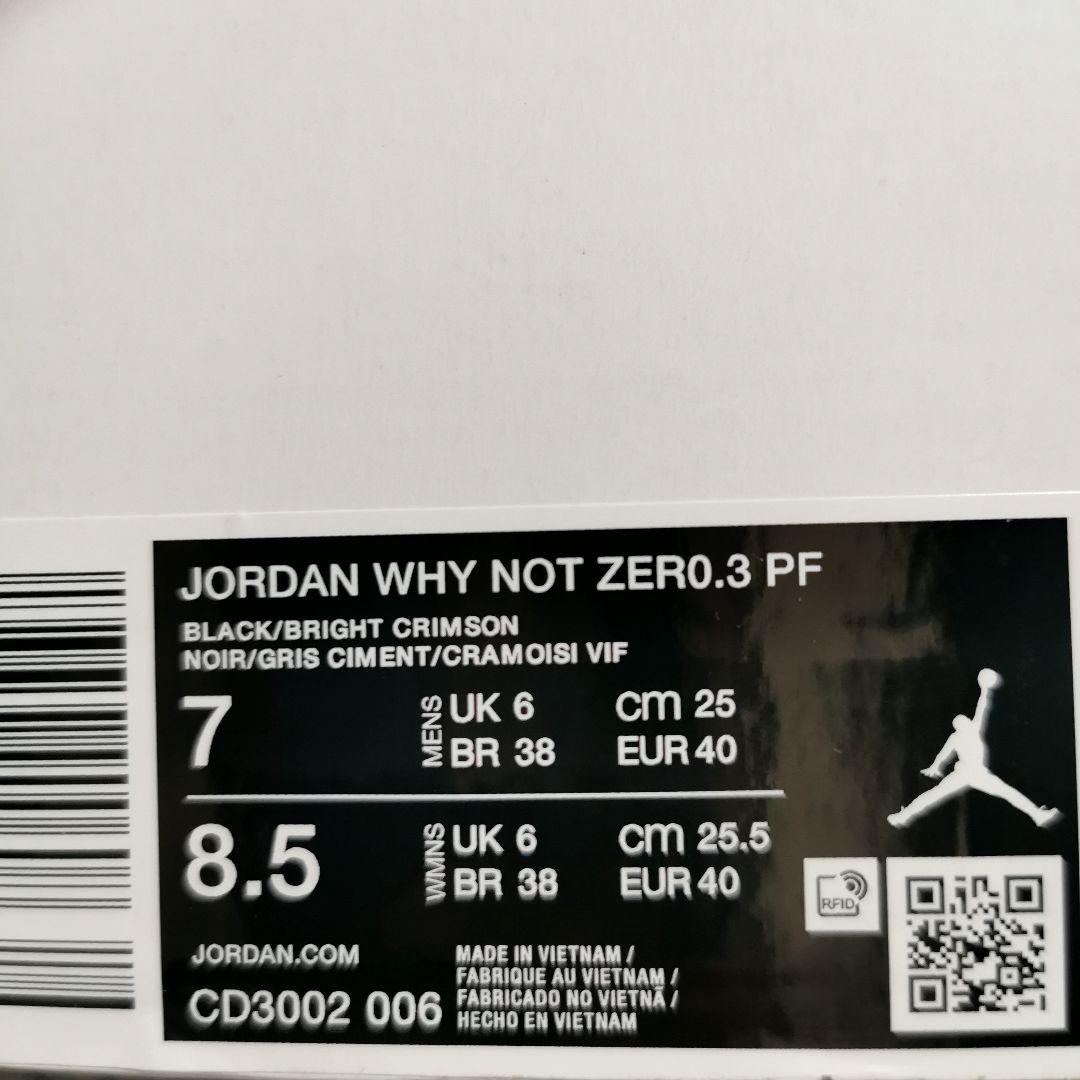 JORDAN WHY NOT ZER0.3 PF
BLACK/BRIGHT CRIMSON
NOIR/GRIS CIMENT/CRAMOISI VIF
7 MENS UK 6 cm 25
BR 38 EUR 40
8.5 WMNS UK 6 cm 25.5
BR 38 EUR 40
RFID
JORDAN.COM
CD3002 006
MADE IN VIETNAM /
FABRIQUE AU VIETNAM /
FABRICADO NO VIETNÃ /
HECHO EN VIETNAM